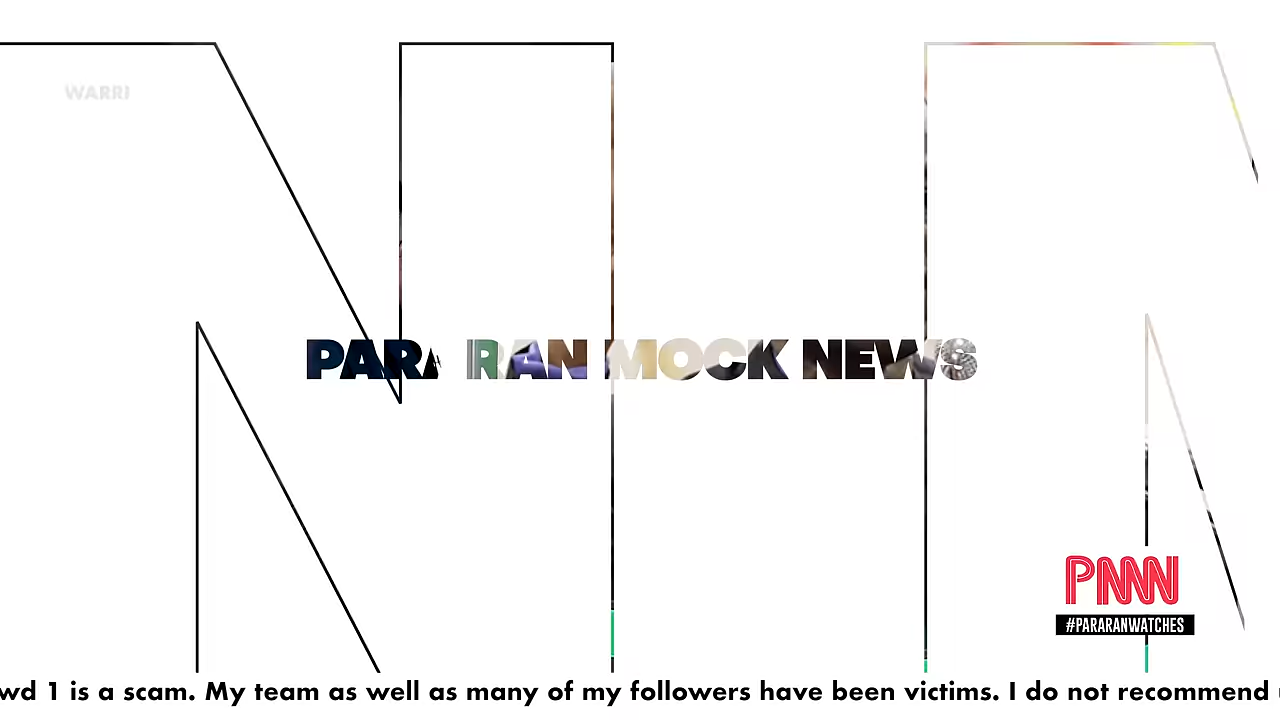 WARRI
PARARAN MOCK NEWS
PMNN
#PARARANWATCHES
wd 1 is a scam. My team as well as many of my followers have been victims. I do not recommend